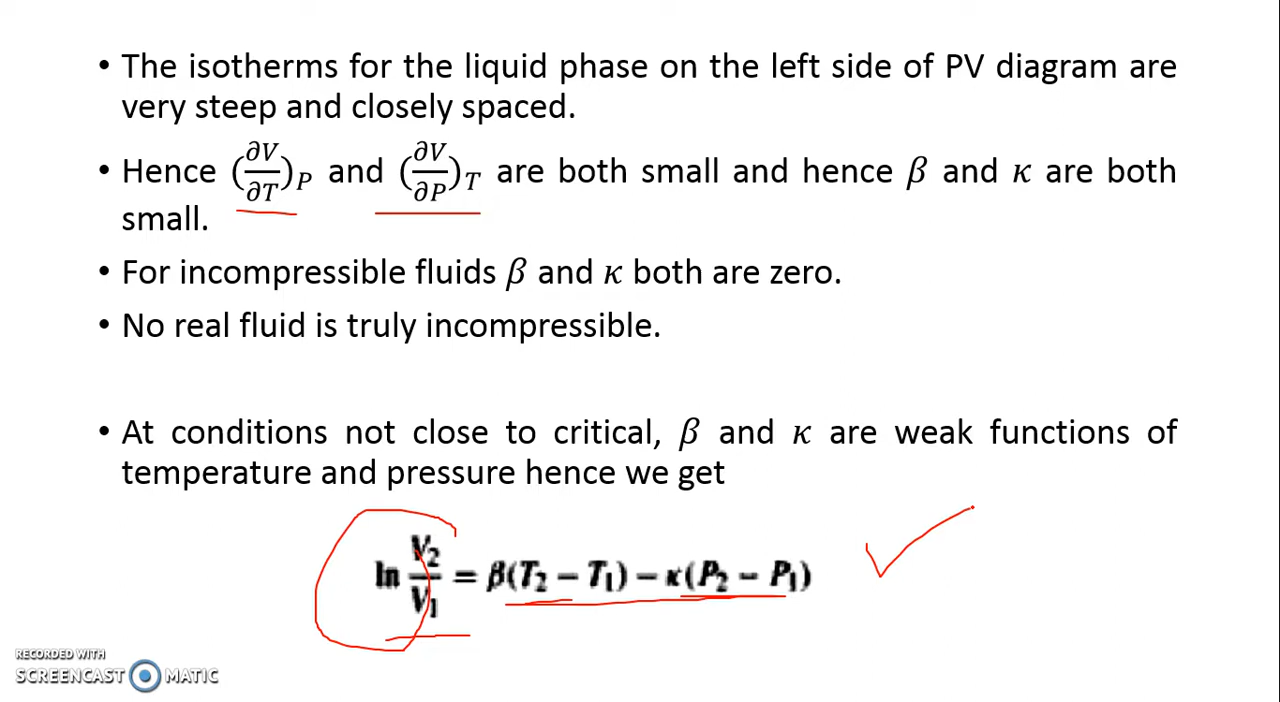 • The isotherms for the liquid phase on the left side of PV diagram are
very steep and closely spaced.
• Hence (∂V/∂T)_P and (∂V/∂P)_T are both small and hence β and κ are both
small.
• For incompressible fluids β and κ both are zero.
• No real fluid is truly incompressible.
• At conditions not close to critical, β and κ are weak functions of
temperature and pressure hence we get
ln V₂/V₁ = β(T₂ − T₁) − κ(P₂ − P₁)
RECORDED WITH
SCREENCAST MATIC